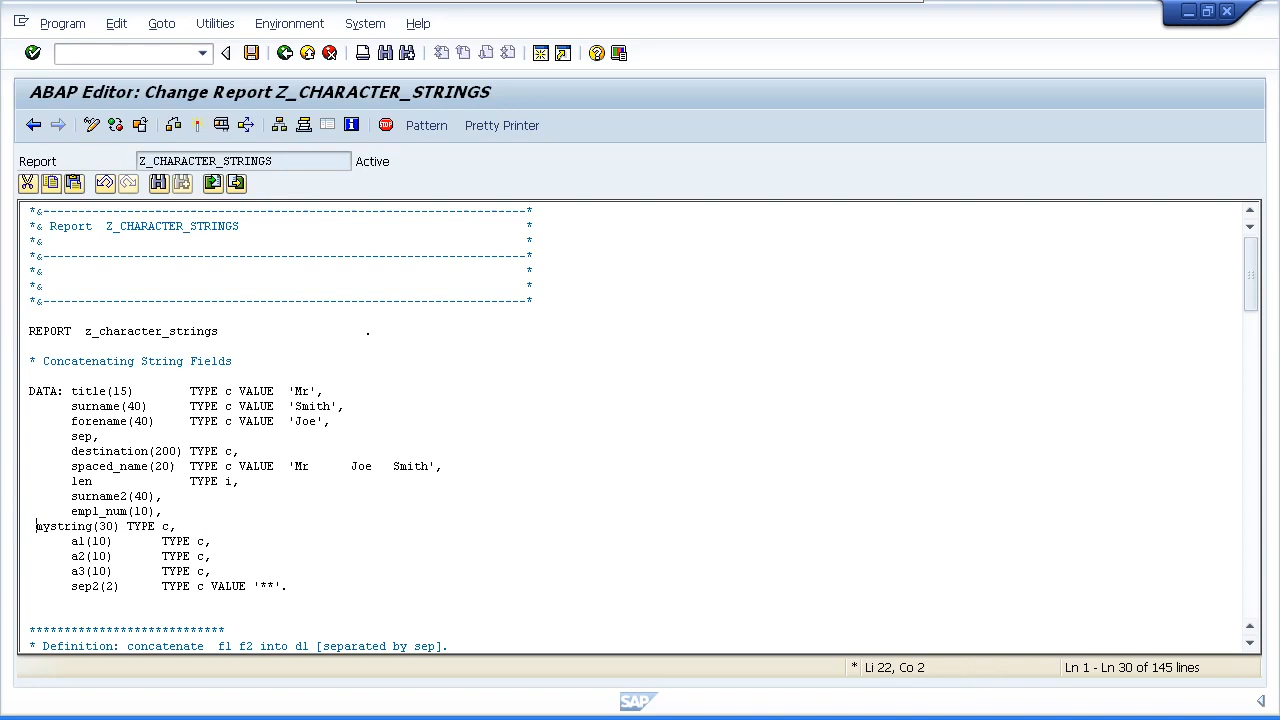 Program Edit Goto Utilities Environment System Help
ABAP Editor: Change Report Z_CHARACTER_STRINGS
STOP Pattern Pretty Printer
Report Z_CHARACTER_STRINGS Active
*&---------------------------------------------------------------------*
*& Report  Z_CHARACTER_STRINGS                                         *
*&                                                                     *
*&---------------------------------------------------------------------*
*&                                                                     *
*&                                                                     *
*&---------------------------------------------------------------------*
REPORT  z_character_strings                     .
* Concatenating String Fields
DATA: title(15)        TYPE c VALUE  'Mr',
      surname(40)      TYPE c VALUE  'Smith',
      forename(40)     TYPE c VALUE  'Joe',
      sep,
      destination(200) TYPE c,
      spaced_name(20)  TYPE c VALUE  'Mr      Joe   Smith',
      len              TYPE i,
      surname2(40),
      empl_num(10),
 mystring(30) TYPE c,
      a1(10)       TYPE c,
      a2(10)       TYPE c,
      a3(10)       TYPE c,
      sep2(2)      TYPE c VALUE '**'.
****************************
* Definition: concatenate  f1 f2 into d1 [separated by sep].
* Li 22, Co 2 Ln 1 - Ln 30 of 145 lines
SAP